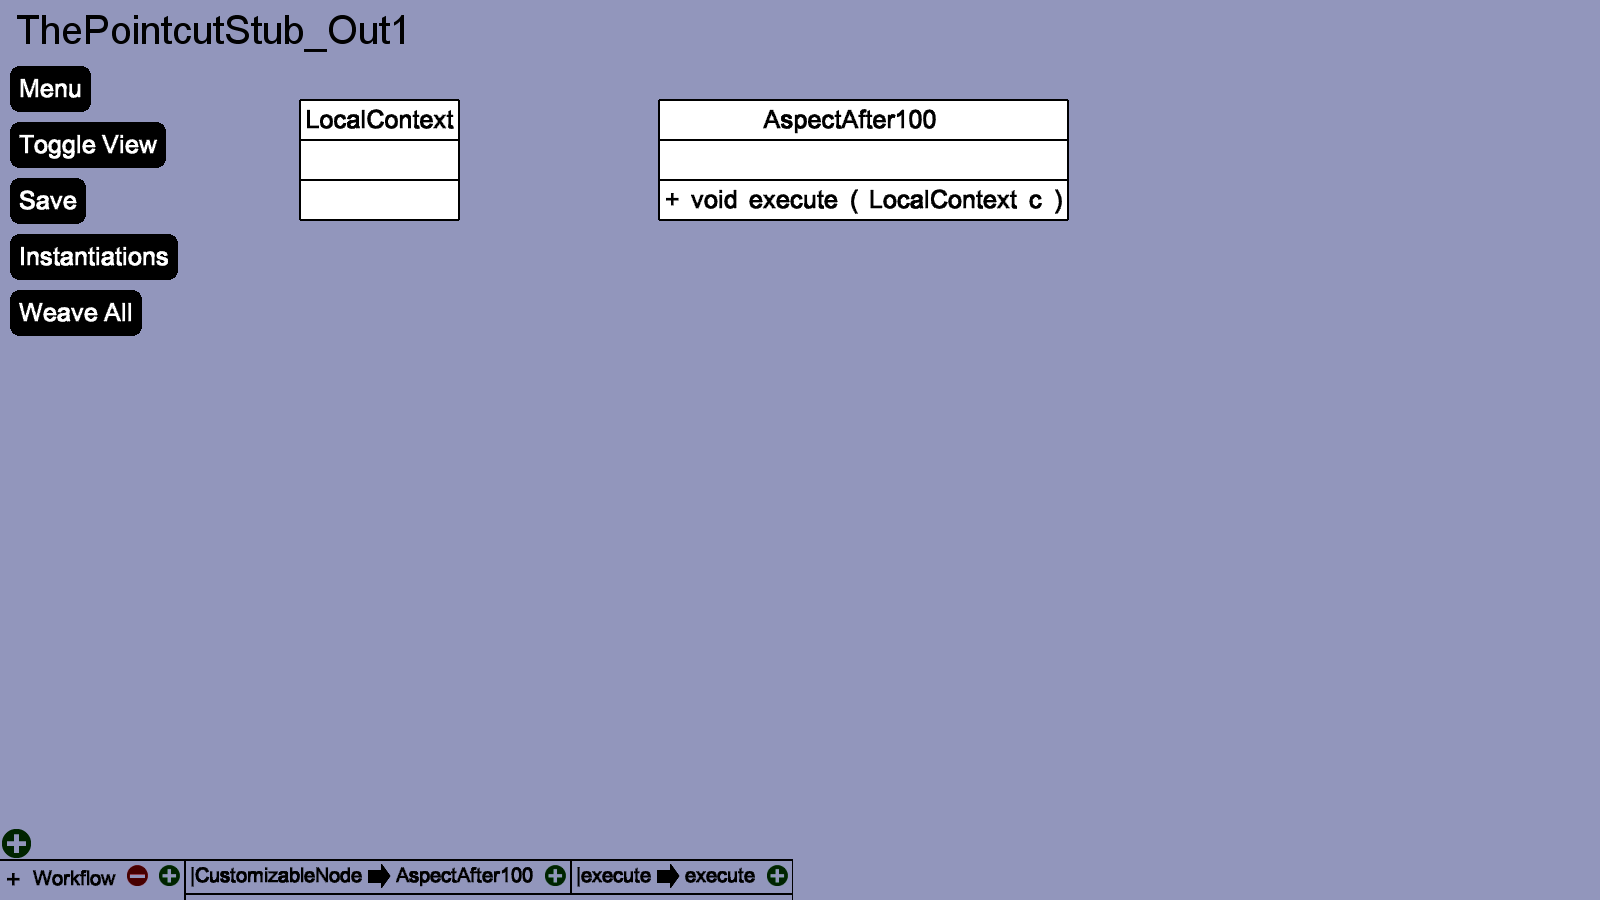 ThePointcutStub_Out1
Menu
Toggle View
Save
Instantiations
Weave All
LocalContext
AspectAfter100
+ void execute ( LocalContext c )
+ Workflow |CustomizableNode AspectAfter100 |execute execute